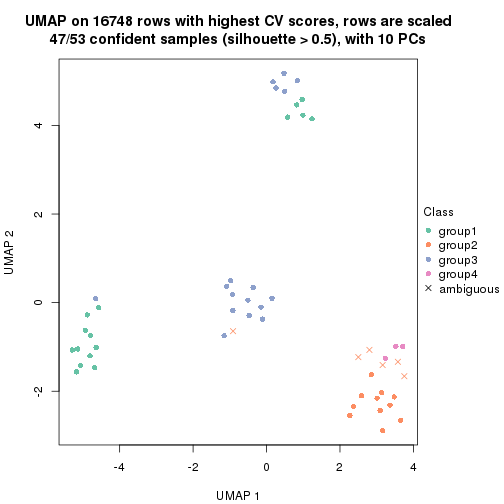 UMAP on 16748 rows with highest CV scores, rows are scaled
47/53 confident samples (silhouette > 0.5), with 10 PCs
4
2
0
-2
UMAP 2
-4
-2
0
2
4
UMAP 1
Class
group1
group2
group3
group4
ambiguous